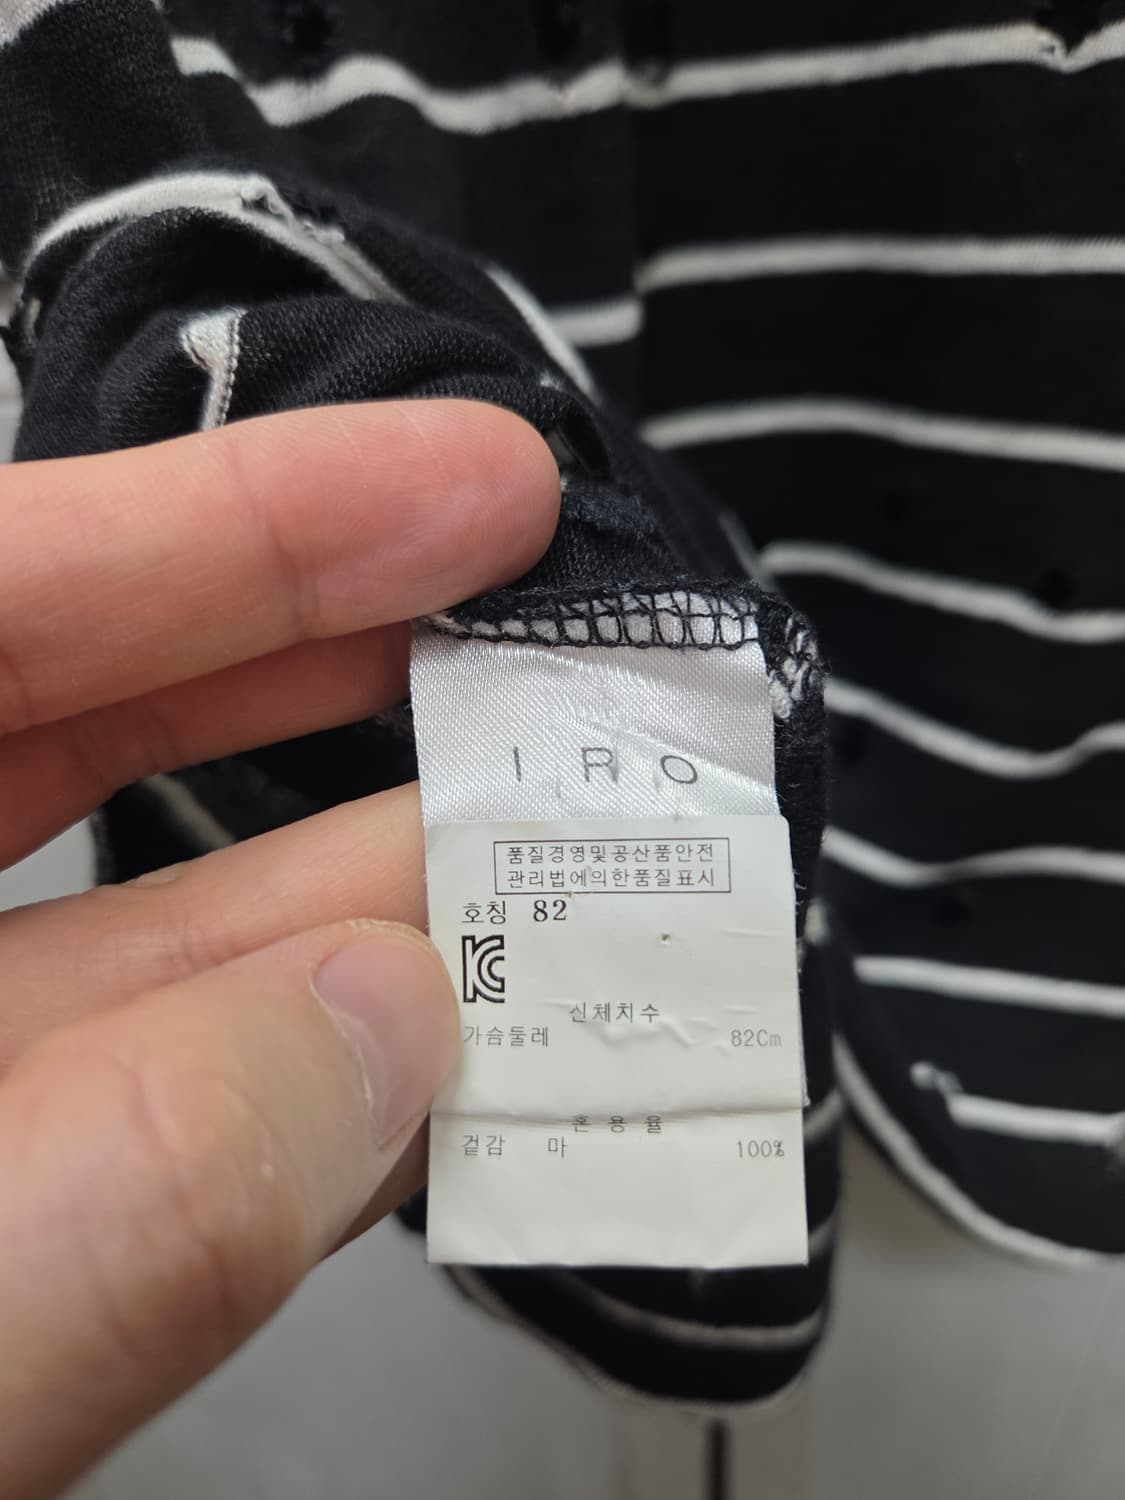 IRO
품질경영및공산품안전
관리법에의한품질표시
호칭 82
KC
신체치수
가슴둘레 82Cm
혼 용 율
겉감 마 100%